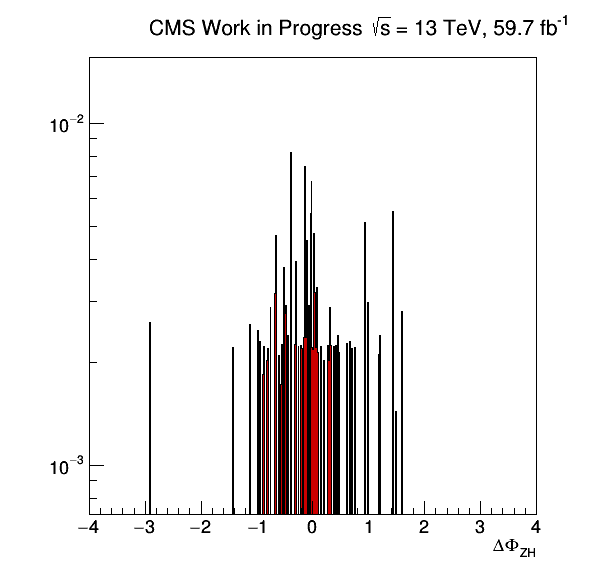 CMS Work in Progress √s = 13 TeV, 59.7 fb⁻¹
10⁻²
10⁻³
−4 −3 −2 −1 0 1 2 3 4
ΔΦ_ZH